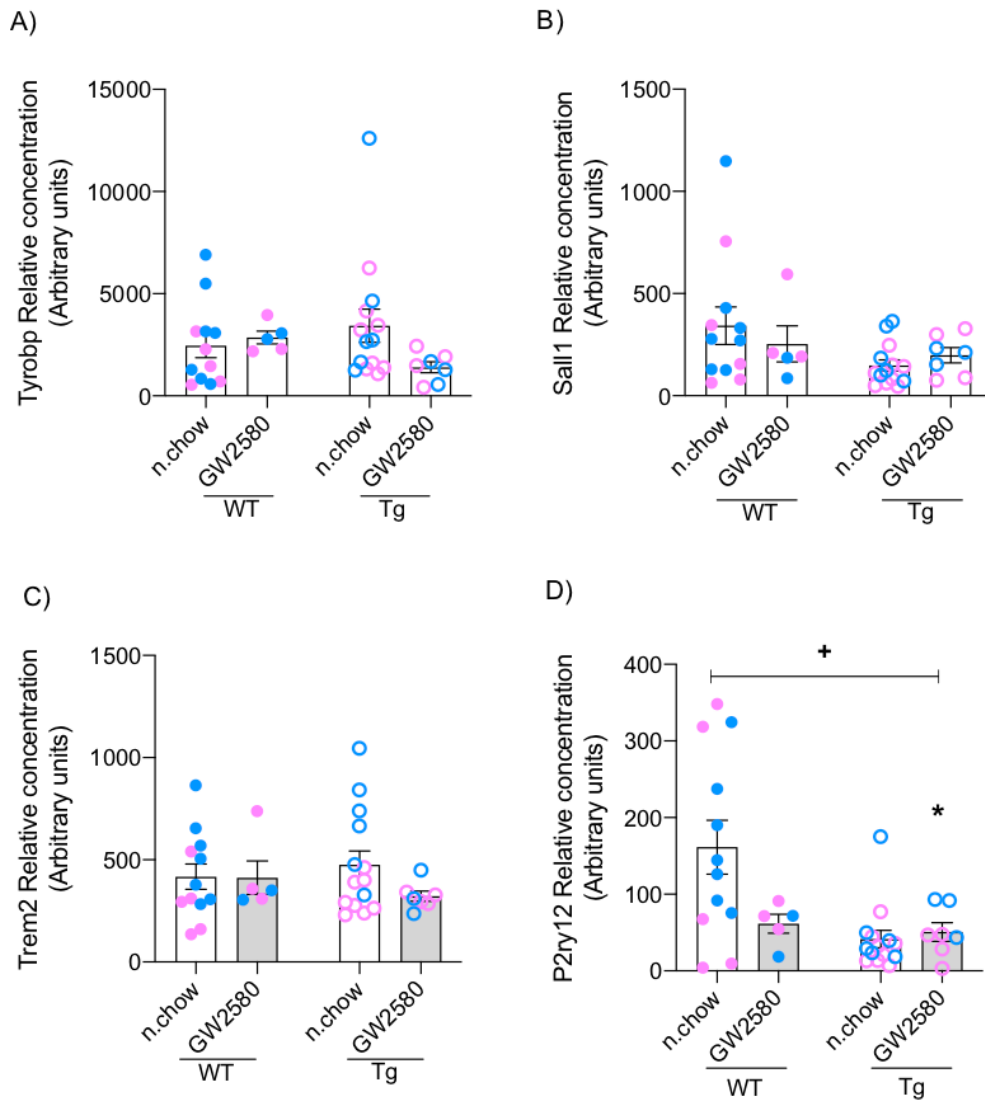 A)
Tyrobp Relative concentration
(Arbitrary units)
15000
10000
5000
0
n.chow
GW2580
n.chow
GW2580
WT
Tg
B)
Sall1 Relative concentration
(Arbitrary units)
1500
1000
500
0
n.chow
GW2580
n.chow
GW2580
WT
Tg
C)
Trem2 Relative concentration
(Arbitrary units)
1500
1000
500
0
n.chow
GW2580
n.chow
GW2580
WT
Tg
D)
P2ry12 Relative concentration
(Arbitrary units)
400
300
200
100
0
+
*
n.chow
GW2580
n.chow
GW2580
WT
Tg